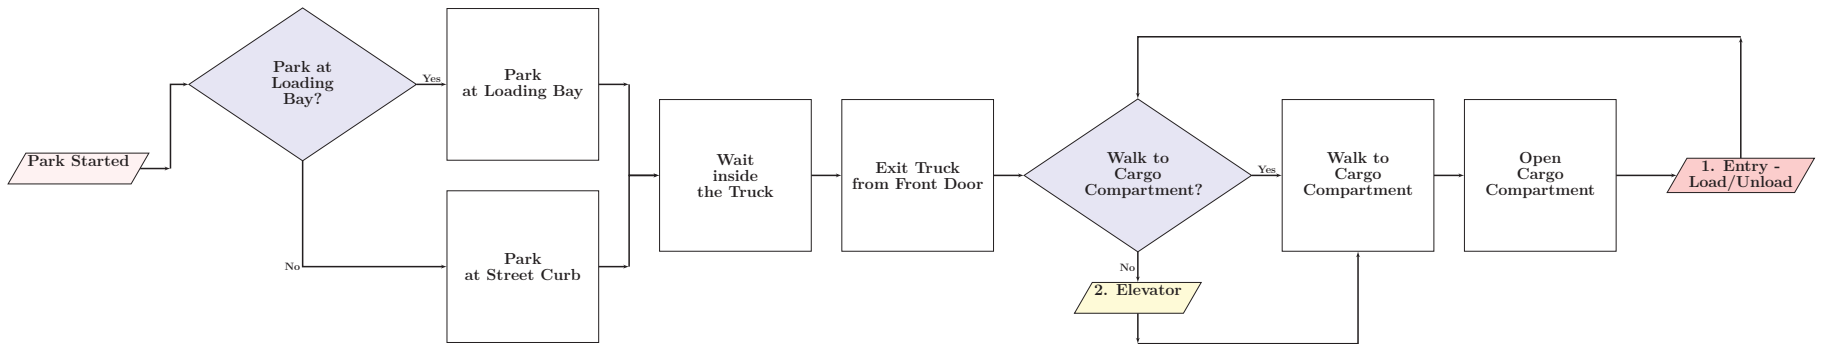 Park Started
Park at
Loading
Bay?
Yes
No
Park
at Loading Bay
Park
at Street Curb
Wait
inside
the Truck
Exit Truck
from Front Door
Walk to
Cargo
Compartment?
Yes
No
2. Elevator
Walk to
Cargo
Compartment
Open
Cargo
Compartment
1. Entry -
Load/Unload